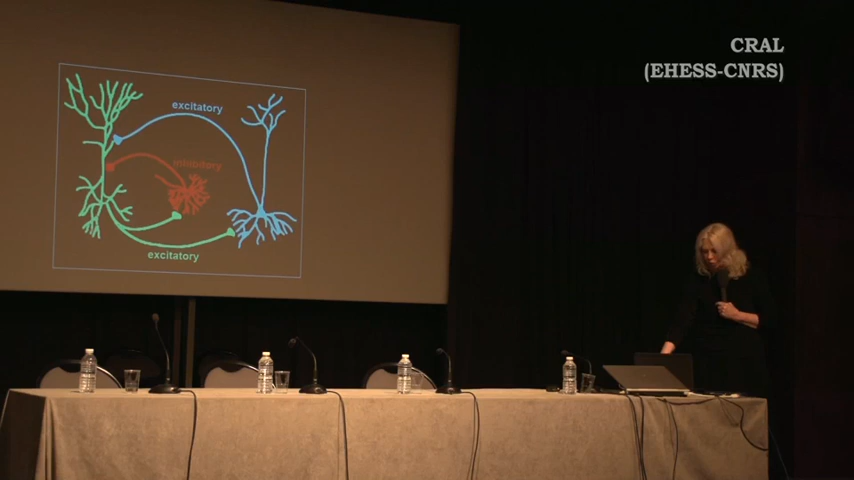 CRAL
(EHESS-CNRS)
excitatory
inhibitory
excitatory